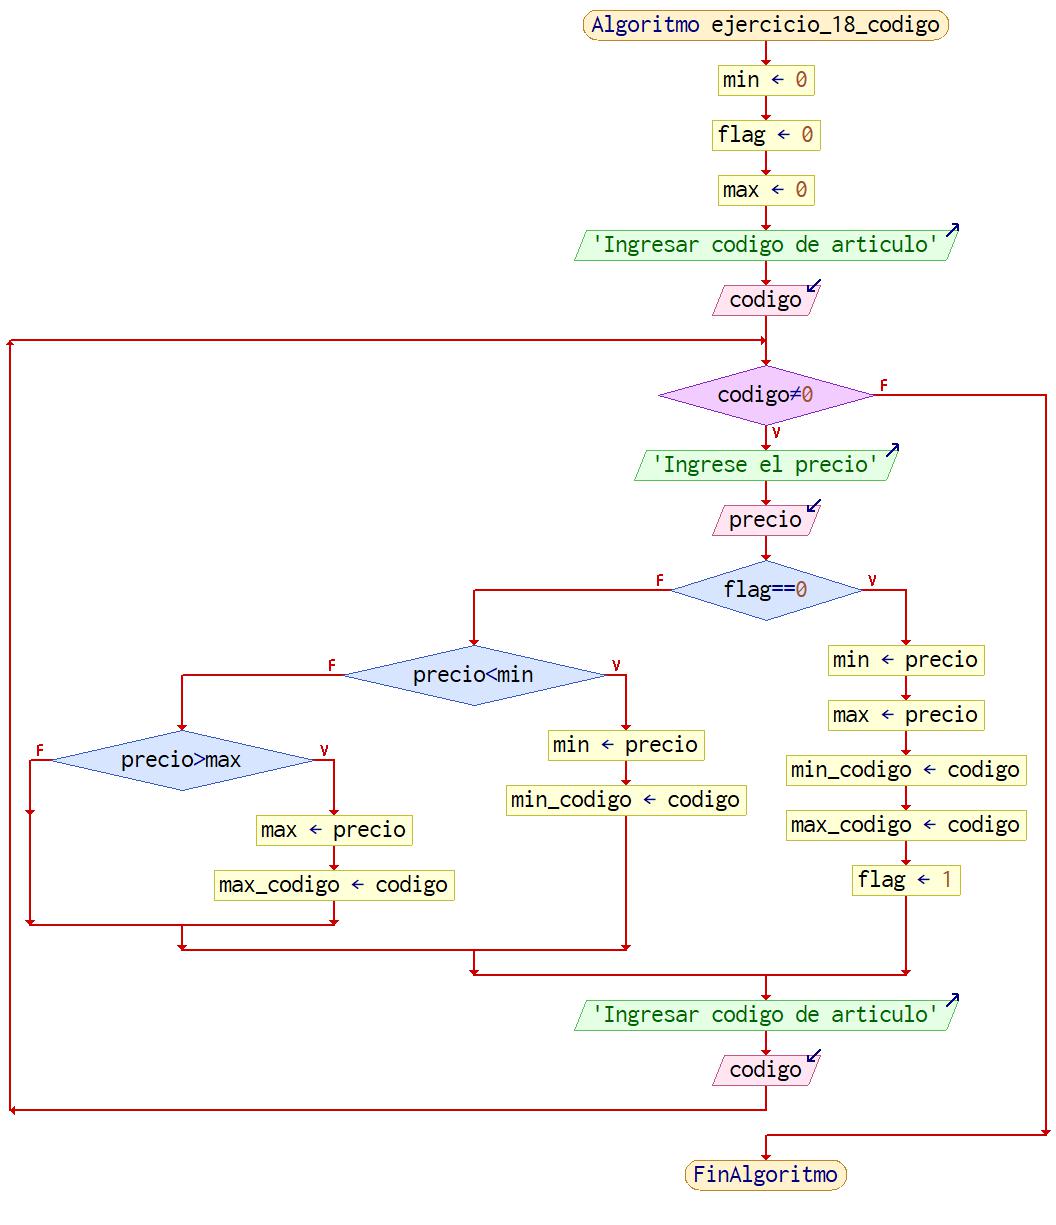 Algoritmo ejercicio_18_codigo
min ← 0
flag ← 0
max ← 0
'Ingresar codigo de articulo'
codigo
codigo≠0
F
V
'Ingrese el precio'
precio
flag==0
F
V
precio<min
F
V
precio>max
F
V
max ← precio
max_codigo ← codigo
min ← precio
min_codigo ← codigo
min ← precio
max ← precio
min_codigo ← codigo
max_codigo ← codigo
flag ← 1
'Ingresar codigo de articulo'
codigo
FinAlgoritmo